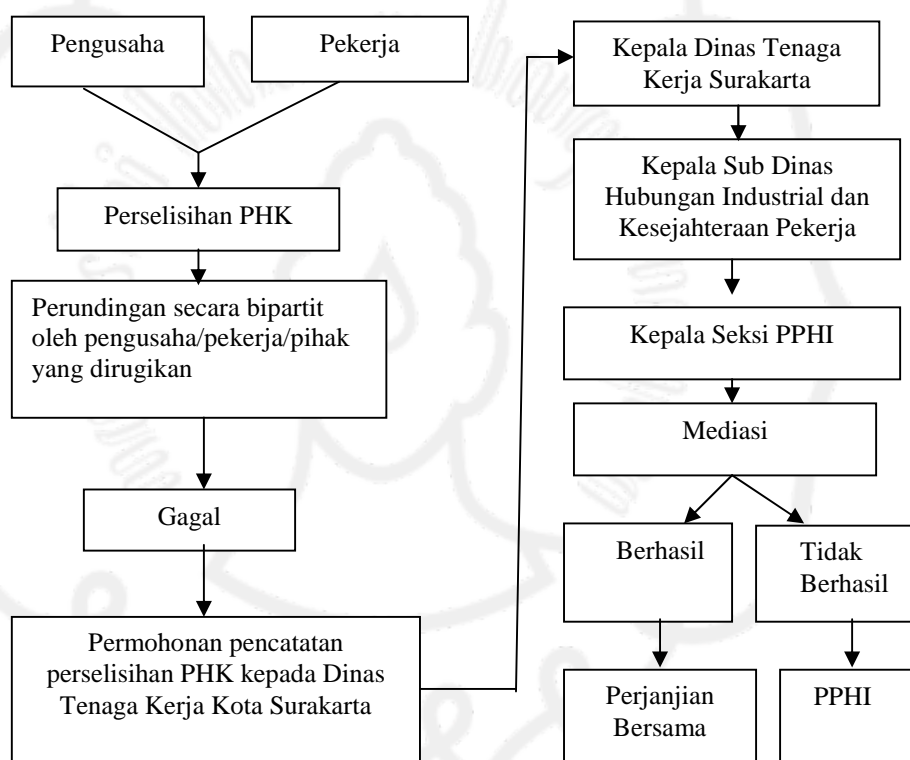 Pengusaha
Pekerja
Perselisihan PHK
Perundingan secara bipartit
oleh pengusaha/pekerja/pihak
yang dirugikan
Gagal
Permohonan pencatatan
perselisihan PHK kepada Dinas
Tenaga Kerja Kota Surakarta
Kepala Dinas Tenaga
Kerja Surakarta
Kepala Sub Dinas
Hubungan Industrial dan
Kesejahteraan Pekerja
Kepala Seksi PPHI
Mediasi
Berhasil
Tidak
Berhasil
Perjanjian
Bersama
PPHI